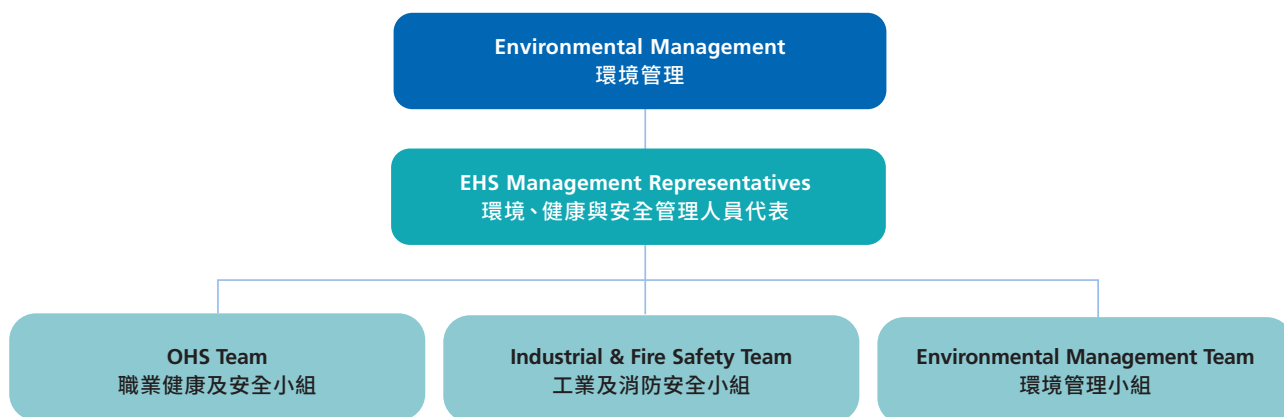 Environmental Management
環境管理
EHS Management Representatives
環境、健康與安全管理人員代表
OHS Team
職業健康及安全小組
Industrial & Fire Safety Team
工業及消防安全小組
Environmental Management Team
環境管理小組